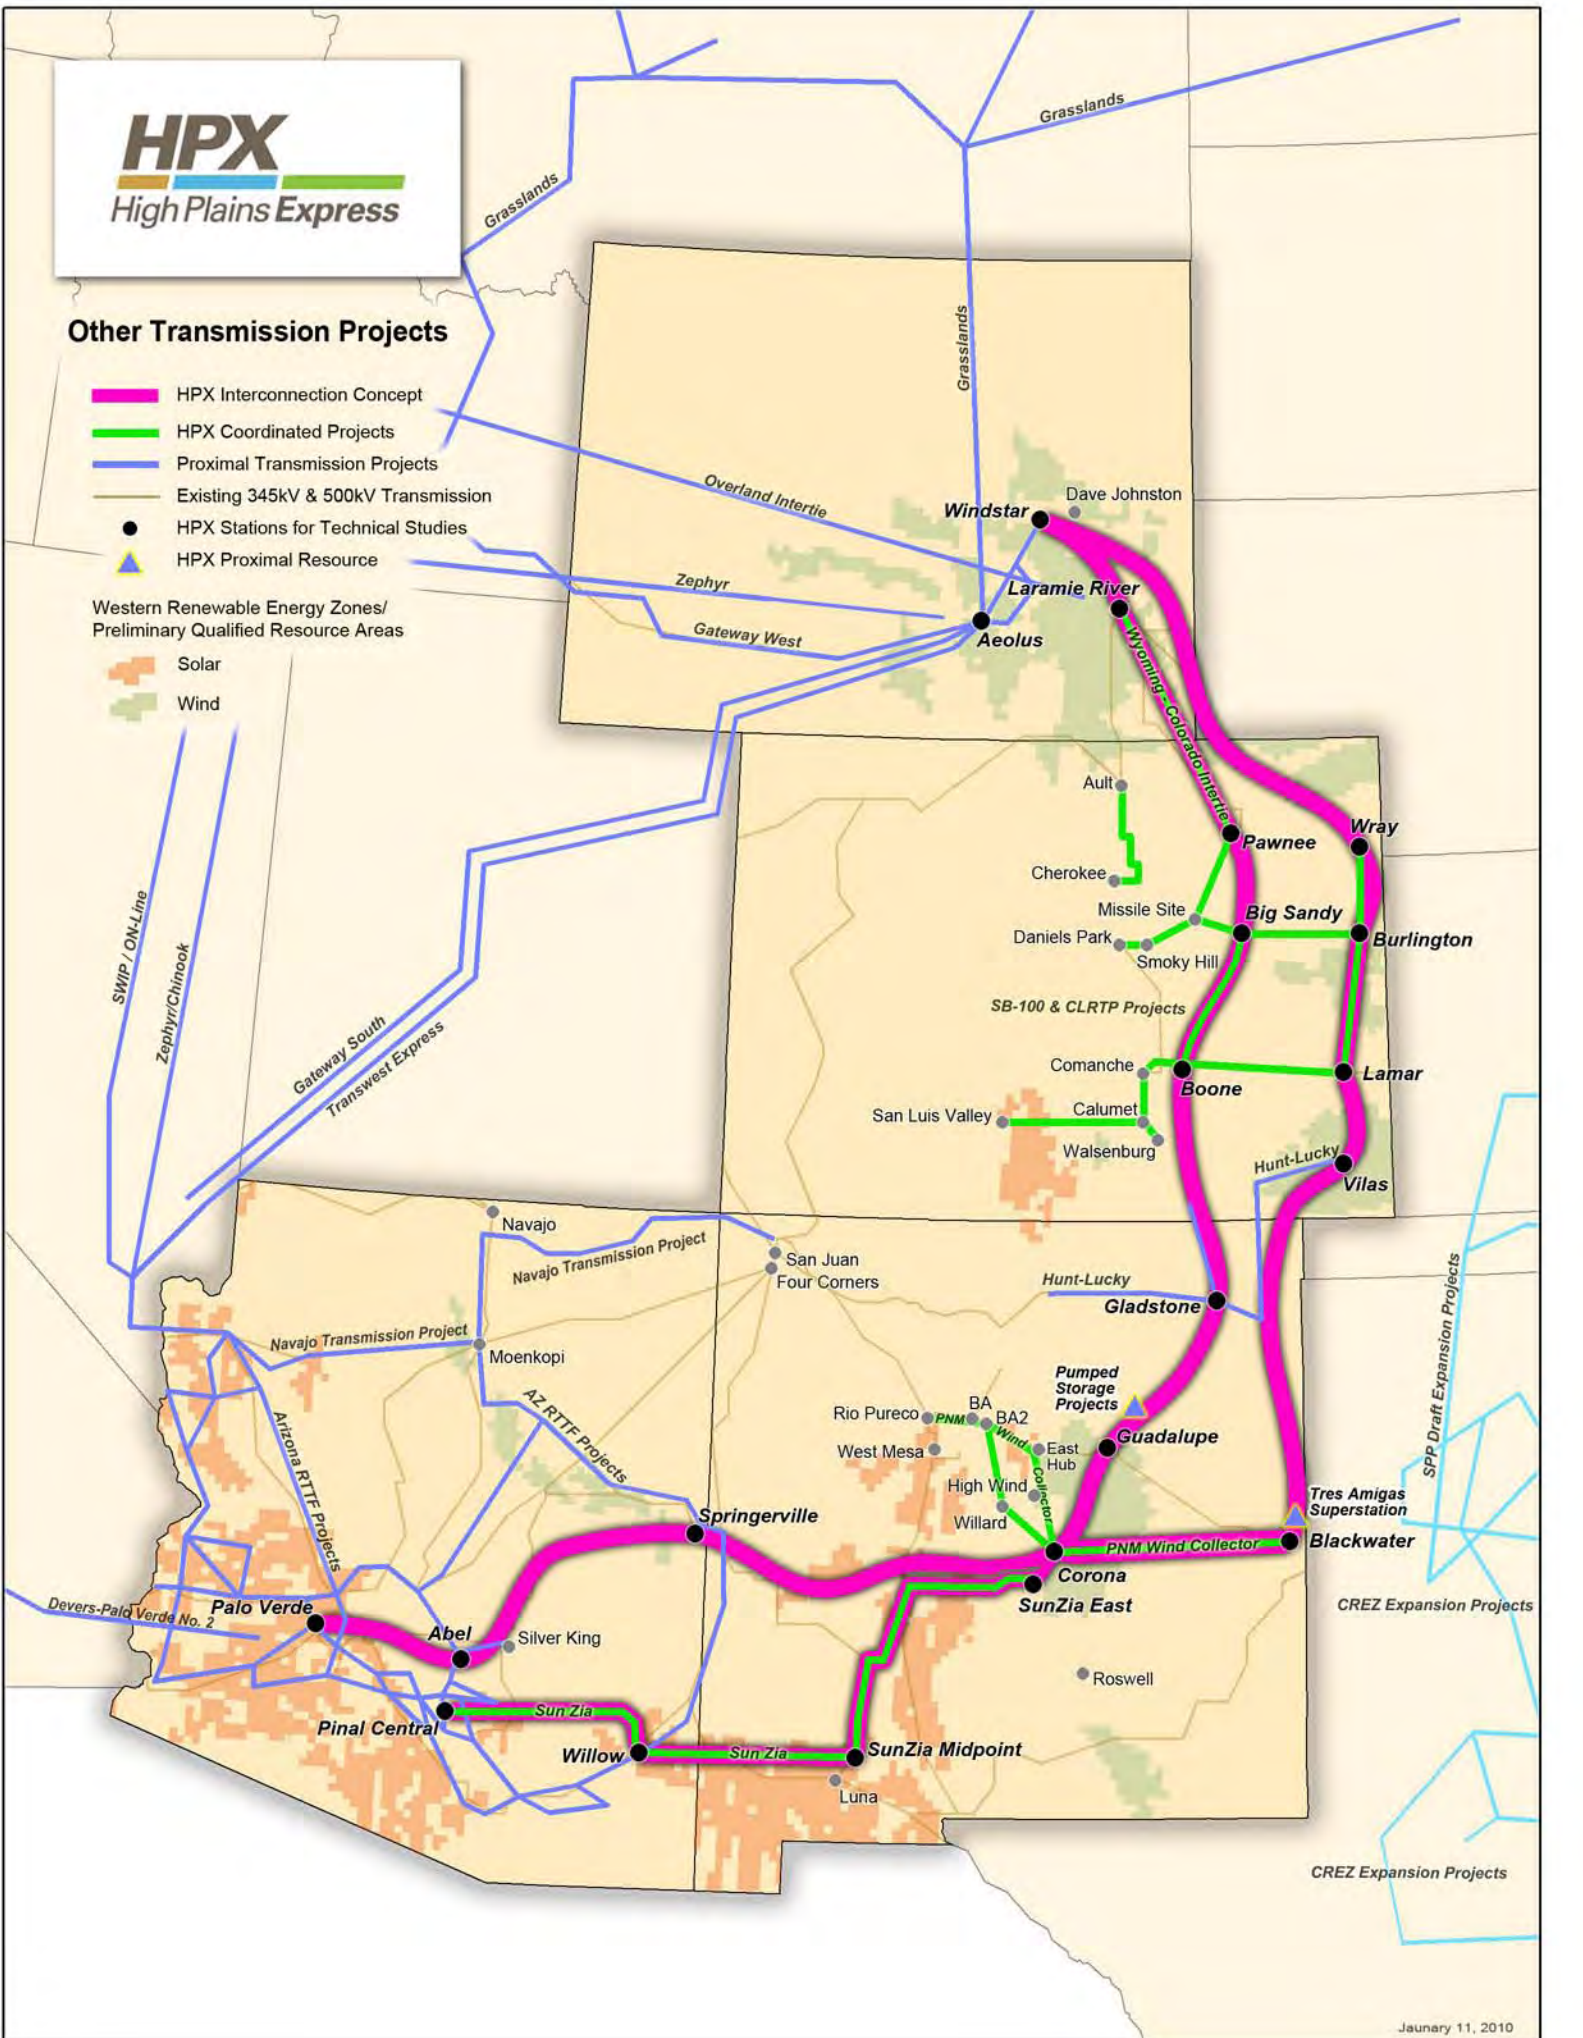 HPX
High Plains Express
Other Transmission Projects
HPX Interconnection Concept
HPX Coordinated Projects
Proximal Transmission Projects
Existing 345kV & 500kV Transmission
HPX Stations for Technical Studies
HPX Proximal Resource
Western Renewable Energy Zones/
Preliminary Qualified Resource Areas
Solar
Wind
Grasslands
Grasslands
Grasslands
Overland Intertie
Zephyr
Gateway West
Windstar
Dave Johnston
Laramie River
Aeolus
Wyoming - Colorado Intertie
Ault
Cherokee
Pawnee
Wray
Missile Site
Big Sandy
Daniels Park
Smoky Hill
Burlington
SB-100 & CLRTP Projects
Comanche
Boone
Lamar
San Luis Valley
Calumet
Walsenburg
Hunt-Lucky
Vilas
SWIP / ON-Line
Zephyr/Chinook
Gateway South
Transwest Express
Navajo
Navajo Transmission Project
San Juan
Four Corners
Hunt-Lucky
Gladstone
Navajo Transmission Project
Moenkopi
AZ RTTF Projects
Arizona RTTF Projects
Pumped
Storage
Projects
Rio Pureco
PNM
BA
BA2
Wind
Collector
West Mesa
East
Hub
High Wind
Willard
Guadalupe
SPP Draft Expansion Projects
Tres Amigas
Superstation
Springerville
PNM Wind Collector
Blackwater
Corona
SunZia East
CREZ Expansion Projects
Devers-Palo Verde No. 2
Palo Verde
Abel
Silver King
Roswell
Pinal Central
Sun Zia
Willow
Sun Zia
SunZia Midpoint
Luna
CREZ Expansion Projects
Jaunary 11, 2010